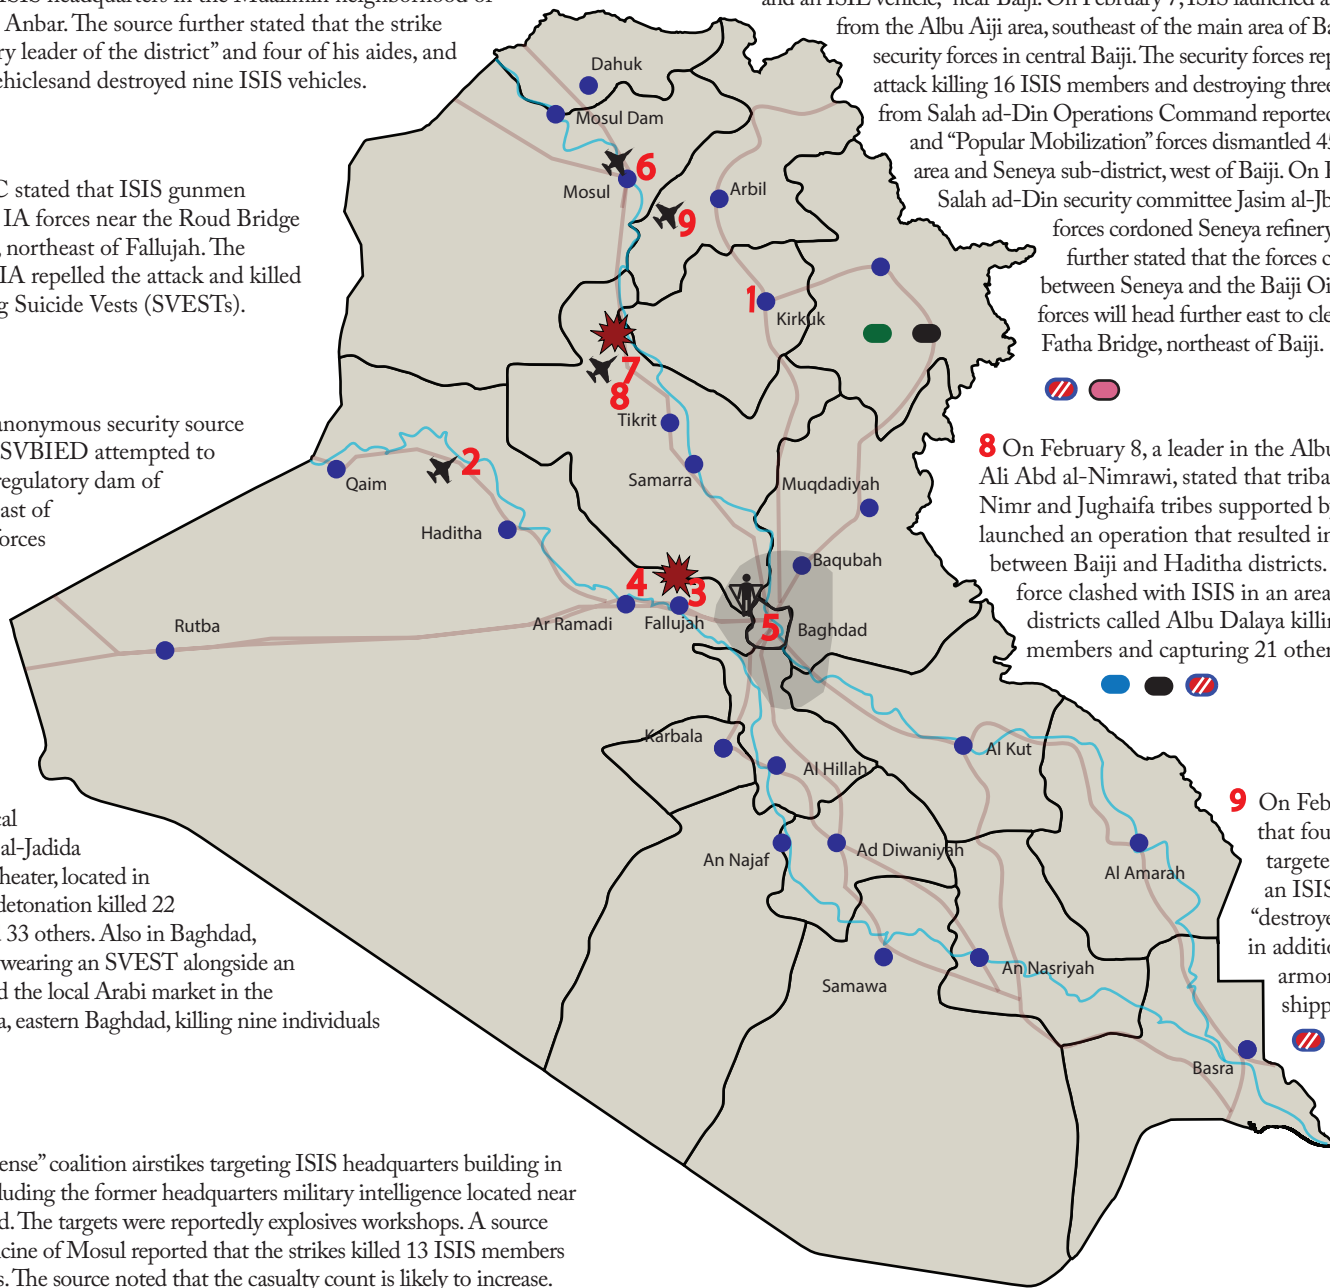 ISIS headquarters in the Muallimin neighborhood of
Anbar. The source further stated that the strike
ry leader of the district” and four of his aides, and
ehiclesand destroyed nine ISIS vehicles.
C stated that ISIS gunmen
IA forces near the Roud Bridge
, northeast of Fallujah. The
IA repelled the attack and killed
g Suicide Vests (SVESTs).
anonymous security source
SVBIED attempted to
regulatory dam of
ast of
forces
cal
al-Jadida
heater, located in
detonation killed 22
33 others. Also in Baghdad,
wearing an SVEST alongside an
d the local Arabi market in the
a, eastern Baghdad, killing nine individuals
ense” coalition airstikes targeting ISIS headquarters building in
luding the former headquarters military intelligence located near
d. The targets were reportedly explosives workshops. A source
icine of Mosul reported that the strikes killed 13 ISIS members
s. The source noted that the casualty count is likely to increase.
Dahuk
Mosul Dam
6
Mosul
Arbil
9
1
Kirkuk
7
8
Tikrit
2
Qaim
Samarra
Muqdadiyah
Haditha
Baqubah
4
3
Ar Ramadi
Fallujah
5
Baghdad
Rutba
Karbala
Al Hillah
Al Kut
An Najaf
Ad Diwaniyah
Al Amarah
Samawa
An Nasriyah
Basra
and an ISIL vehicle,” near Baiji. On February 7, ISIS launched a
from the Albu Aiji area, southeast of the main area of Ba
security forces in central Baiji. The security forces rep
attack killing 16 ISIS members and destroying three
from Salah ad-Din Operations Command reported
and “Popular Mobilization” forces dismantled 45
area and Seneya sub-district, west of Baiji. On
Salah ad-Din security committee Jasim al-Jb
forces cordoned Seneya refinery
further stated that the forces c
between Seneya and the Baiji Oi
forces will head further east to cle
Fatha Bridge, northeast of Baiji.
8 On February 8, a leader in the Albu
Ali Abd al-Nimrawi, stated that triba
Nimr and Jughaifa tribes supported by
launched an operation that resulted in
between Baiji and Haditha districts.
force clashed with ISIS in an area
districts called Albu Dalaya killin
members and capturing 21 other
9 On Feb
that fou
targete
an ISIS
“destroye
in additio
armor
shipp